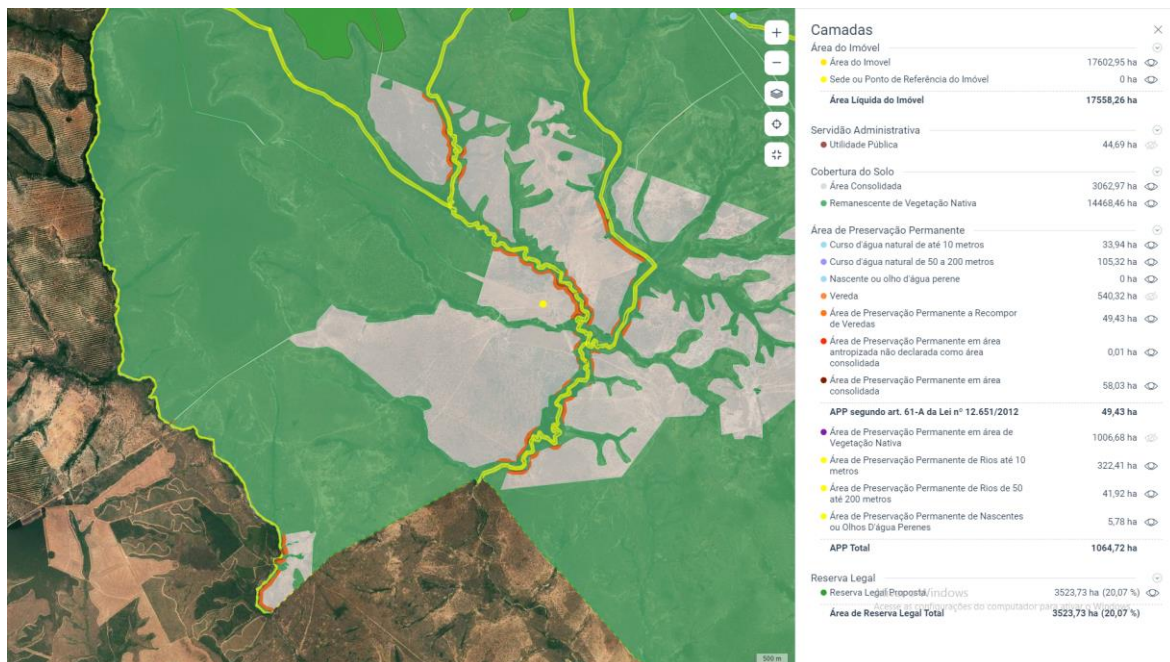 Camadas
Área do Imóvel
Área do Imovel 17602,95 ha
Sede ou Ponto de Referência do Imóvel 0 ha
Área Líquida do Imóvel 17558,26 ha
Servidão Administrativa
Utilidade Pública 44,69 ha
Cobertura do Solo
Área Consolidada 3062,97 ha
Remanescente de Vegetação Nativa 14468,46 ha
Área de Preservação Permanente
Curso d'água natural de até 10 metros 33,94 ha
Curso d'água natural de 50 a 200 metros 105,32 ha
Nascente ou olho d'água perene 0 ha
Vereda 540,32 ha
Área de Preservação Permanente a Recompor
de Veredas 49,43 ha
Área de Preservação Permanente em área
antropizada não declarada como área
consolidada 0,01 ha
Área de Preservação Permanente em área
consolidada 58,03 ha
APP segundo art. 61-A da Lei nº 12.651/2012 49,43 ha
Área de Preservação Permanente em área de
Vegetação Nativa 1006,68 ha
Área de Preservação Permanente de Rios até 10
metros 322,41 ha
Área de Preservação Permanente de Rios de 50
até 200 metros 41,92 ha
Área de Preservação Permanente de Nascentes
ou Olhos D'água Perenes 5,78 ha
APP Total 1064,72 ha
Reserva Legal
Reserva Legal Proposta 3523,73 ha (20,07 %)
Windows
Acesse as configurações do computador para ativar o Windows.
Área de Reserva Legal Total 3523,73 ha (20,07 %)
500 m